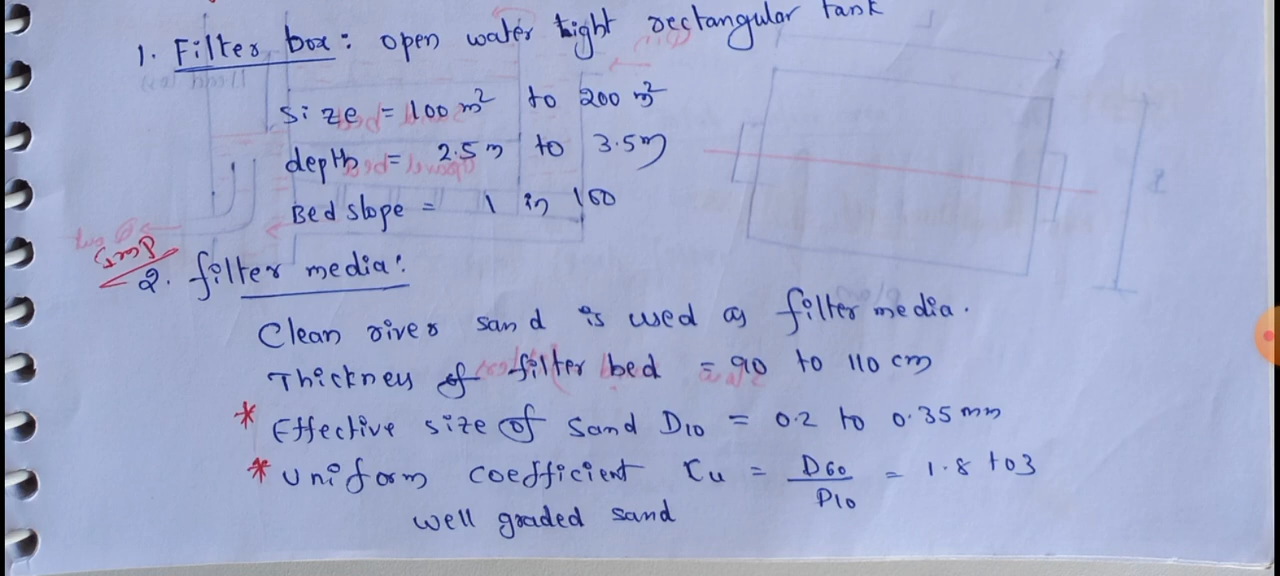 1. Filter box: open water tight rectangular tank
size = 100 m² to 200 m²
depth = 2.5 m to 3.5m
Bed slope = 1 in 100
2. filter media:
Clean river sand is used as filter media.
Thickness of filter bed = 90 to 110 cm
* Effective size of sand D10 = 0.2 to 0.35 mm
* Uniform coefficient Cu = D60 / D10 = 1.8 to 3
well graded sand